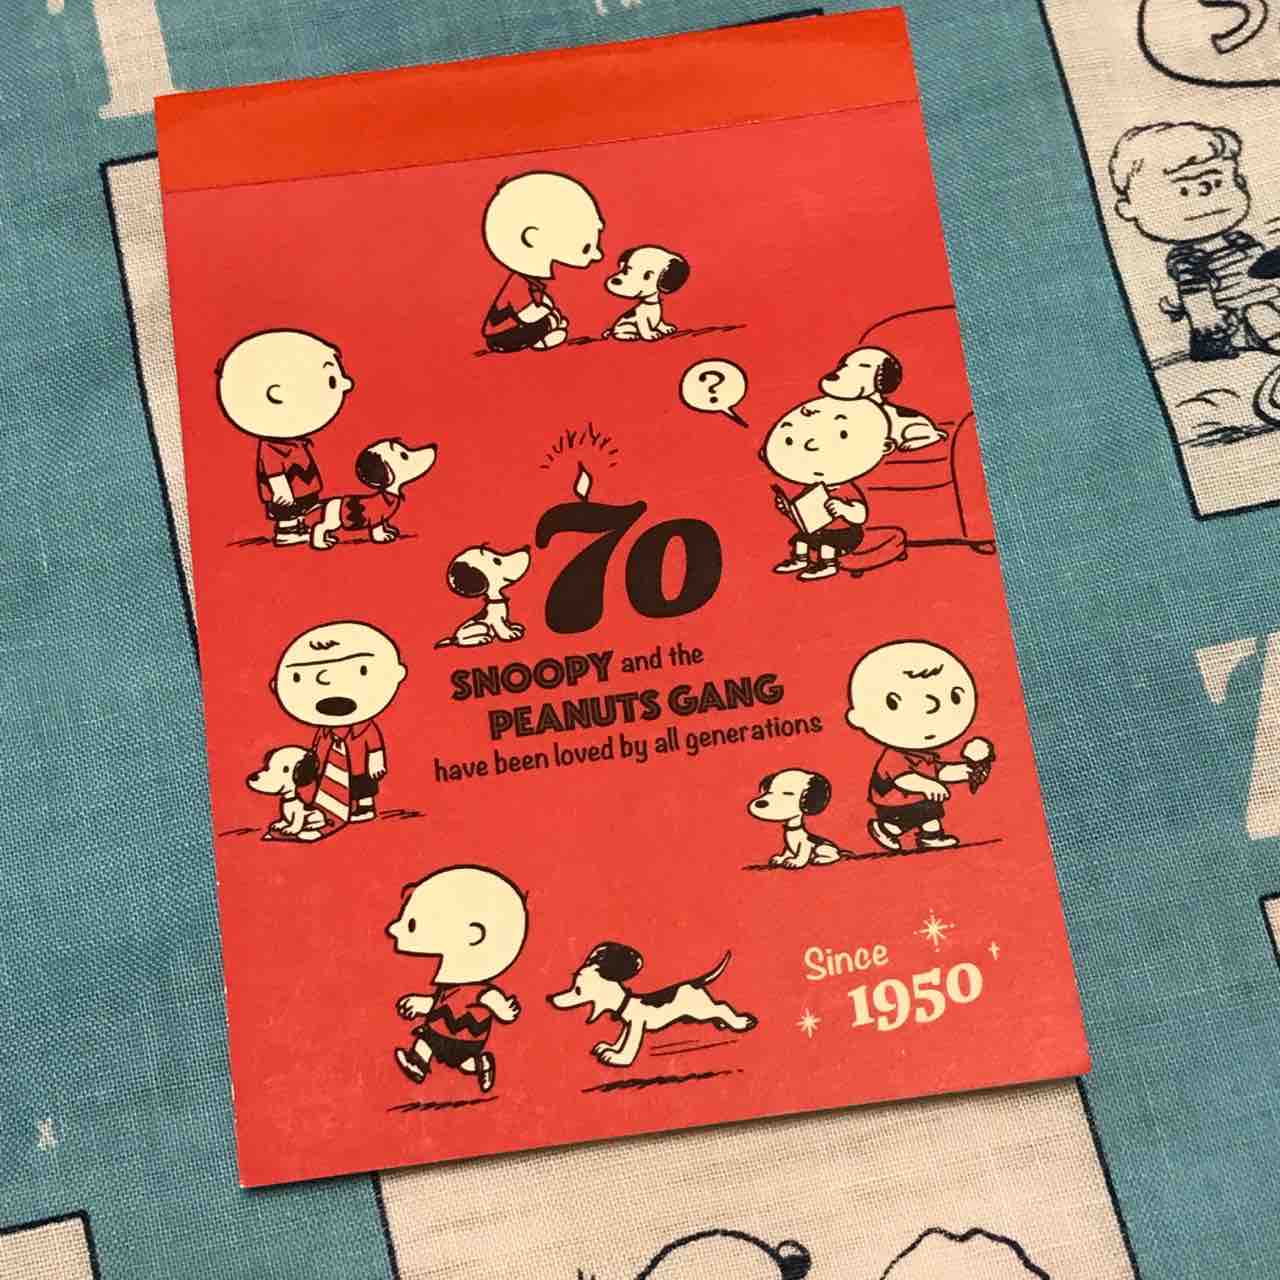 ?
70
SNOOPY and the
PEANUTS GANG
have been loved by all generations
Since
1950